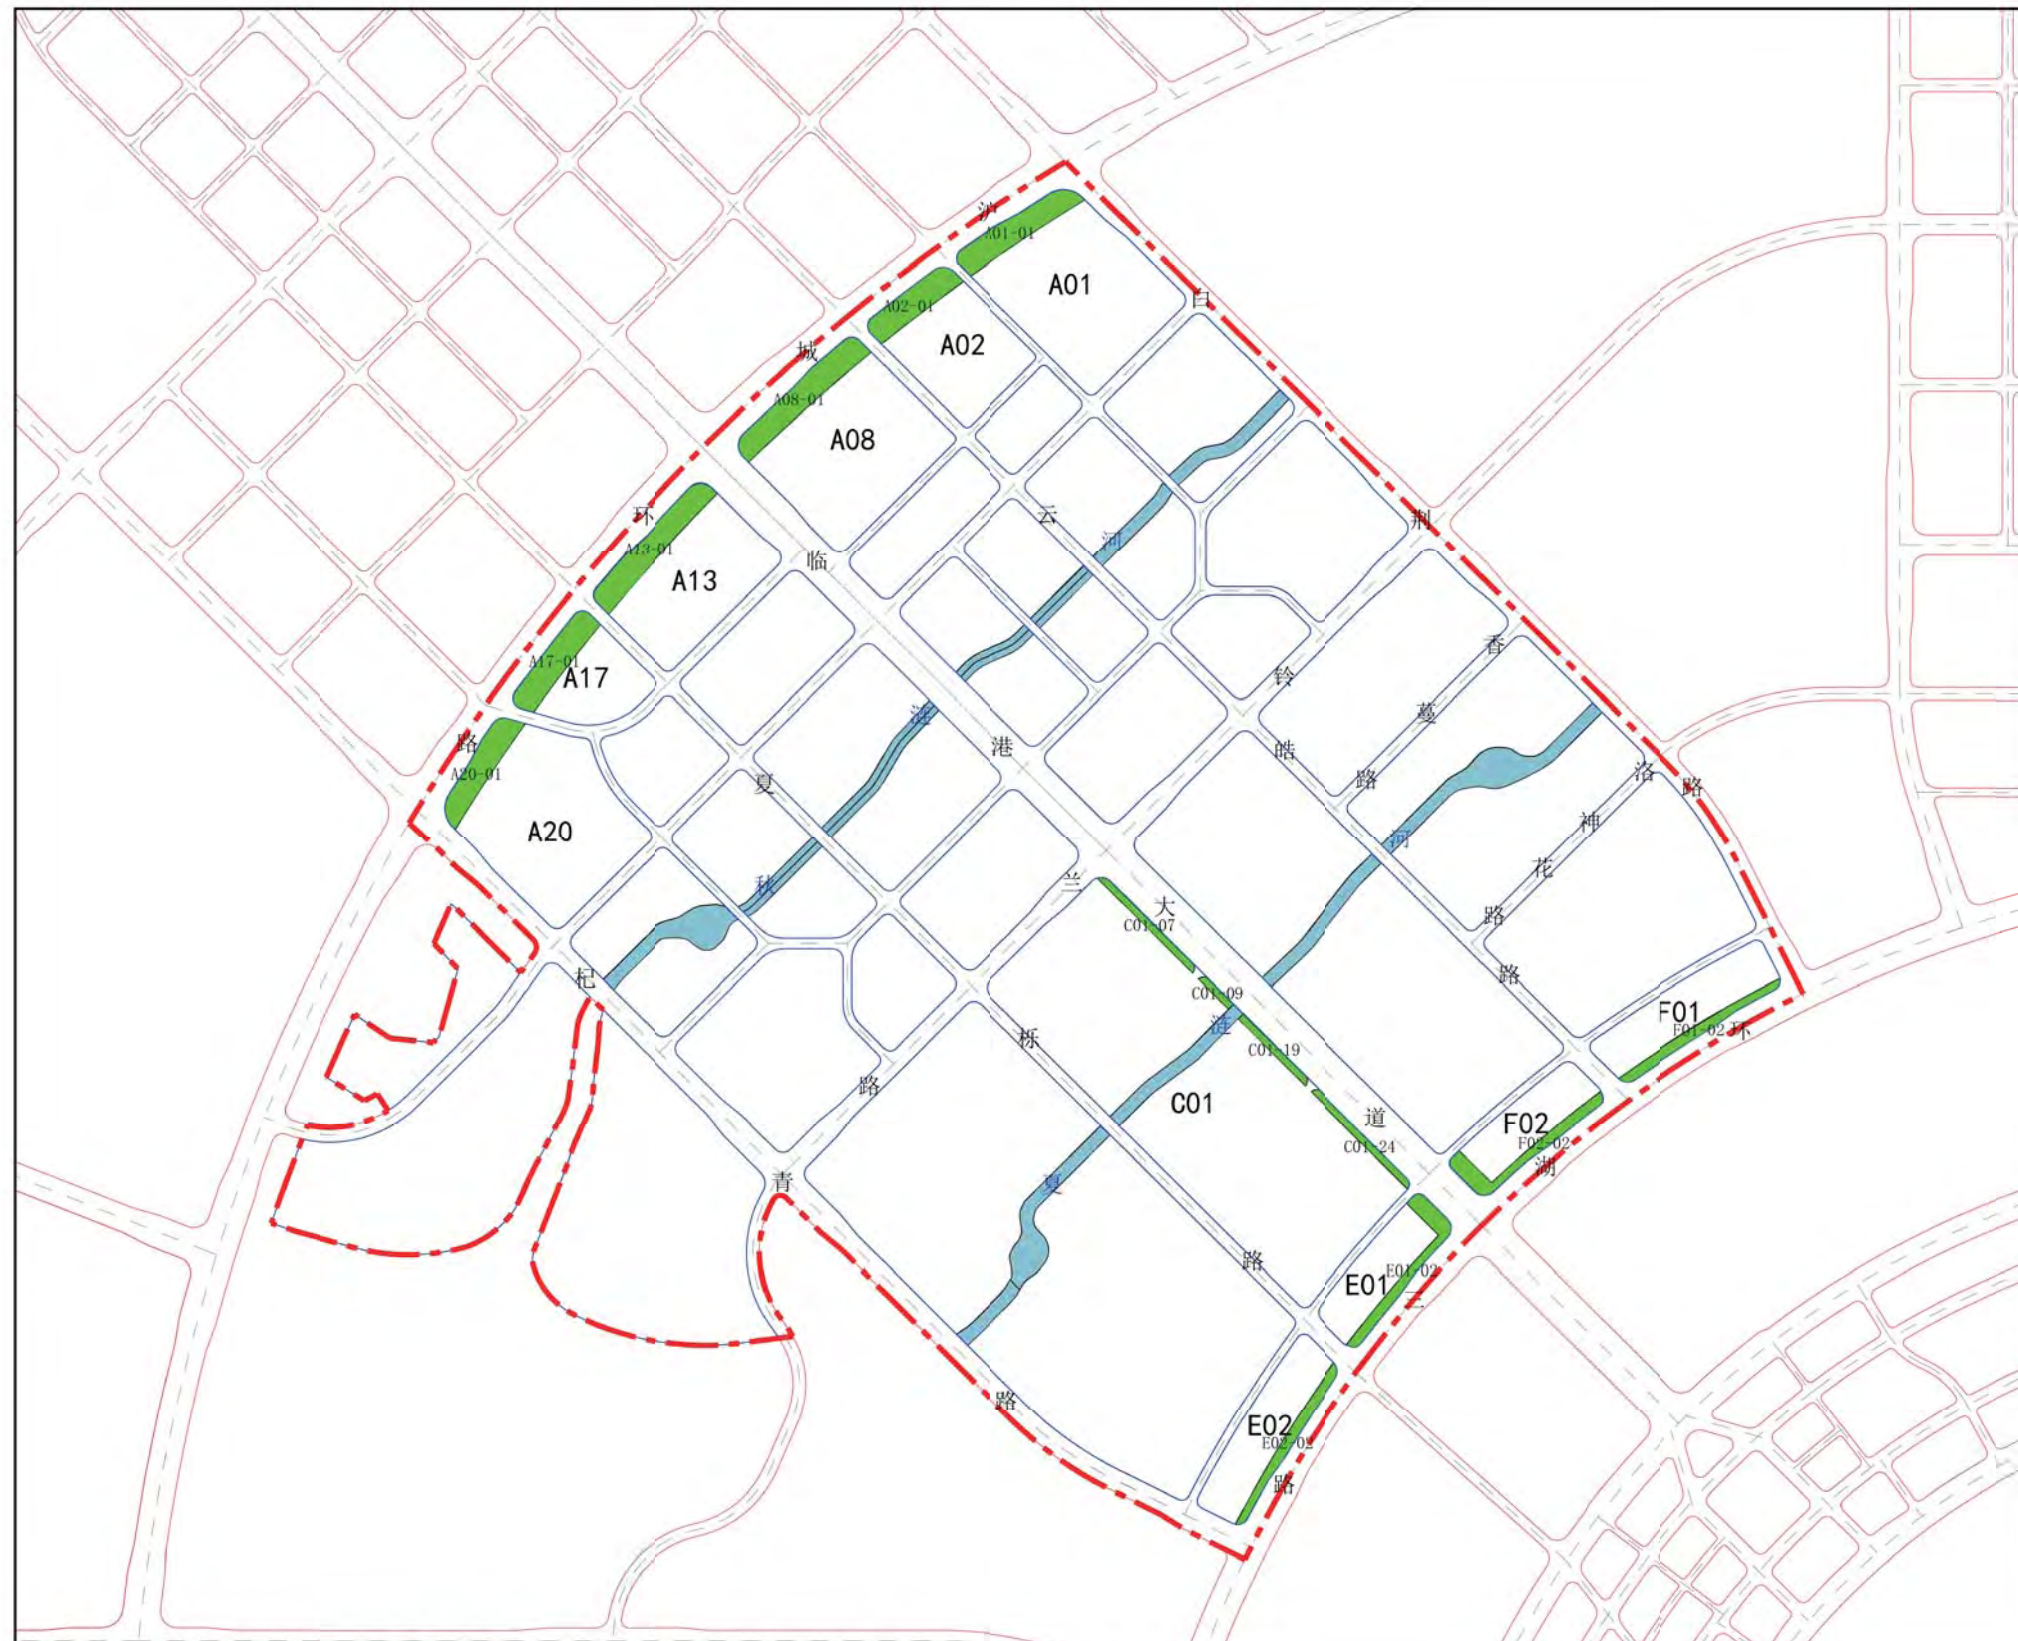 沪
A01-01
A01
白
A02-01
A02
城
A08-01
A08
环
云
荆
河
A13-01
A13
临
香
A17-01
A17
铃
蔓
涟
路
港
皓
A20-01
夏
路
洛
路
A20
神
河
花
秋
兰
大
路
C01-07
杞
路
C01-09
F01
涟
F01-02
环
栎
C01-19
路
C01
道
F02
F02-02
C01-24
湖
青
夏
路
E01-02
E01
三
路
E02
E02-02
路